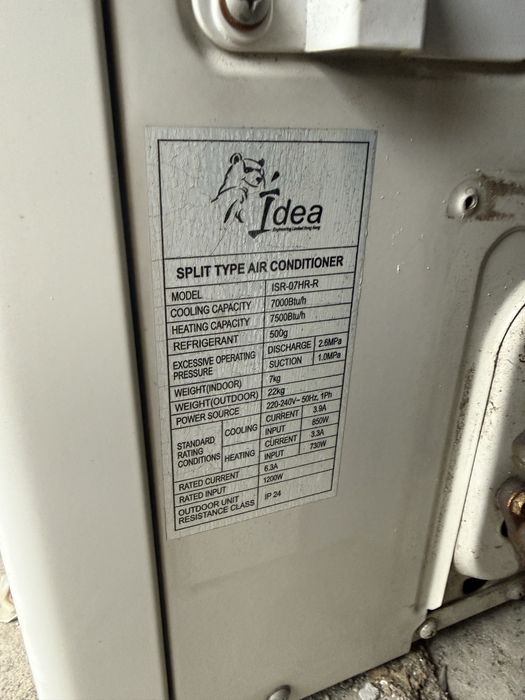 Idea
Engineering Limited Hong Kong
SPLIT TYPE AIR CONDITIONER
MODEL ISR-07HR-R
COOLING CAPACITY 7000Btu/h
HEATING CAPACITY 7500Btu/h
REFRIGERANT 500g
EXCESSIVE OPERATING PRESSURE DISCHARGE 2.6MPa
SUCTION 1.0MPa
WEIGHT(INDOOR) 7kg
WEIGHT(OUTDOOR) 22kg
POWER SOURCE 220-240V~ 50Hz, 1Ph
STANDARD RATING CONDITIONS COOLING CURRENT 3.9A
INPUT 850W
HEATING CURRENT 3.3A
INPUT 730W
RATED CURRENT 6.3A
RATED INPUT 1200W
OUTDOOR UNIT RESISTANCE CLASS IP 24